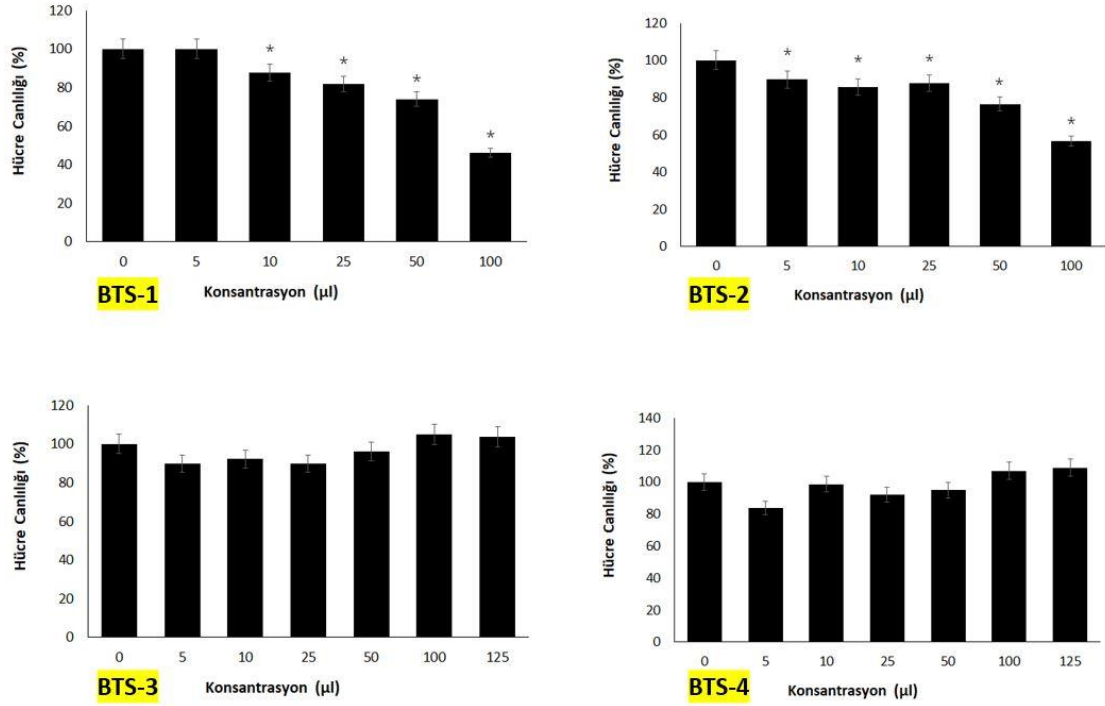 120
100
80
60
40
20
0
Hücre Canlılığı (%)
* * * *
0 5 10 25 50 100
BTS-1 Konsantrasyon (µl)
120
100
80
60
40
20
0
Hücre Canlılığı (%)
* * * * *
0 5 10 25 50 100
BTS-2 Konsantrasyon (µl)
120
100
80
60
40
20
0
Hücre Canlılığı (%)
0 5 10 25 50 100 125
BTS-3 Konsantrasyon (µl)
140
120
100
80
60
40
20
0
Hücre Canlılığı (%)
0 5 10 25 50 100 125
BTS-4 Konsantrasyon (µl)